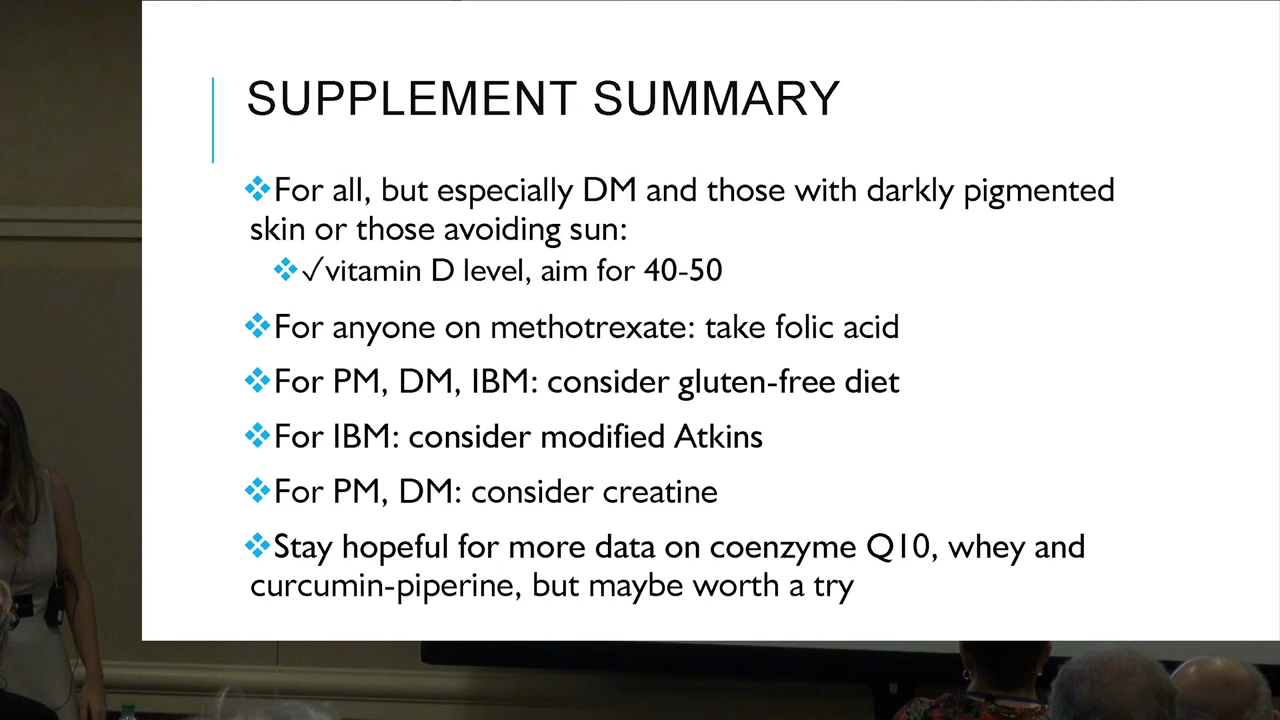 SUPPLEMENT SUMMARY
❖For all, but especially DM and those with darkly pigmented
skin or those avoiding sun:
❖✓vitamin D level, aim for 40-50
❖For anyone on methotrexate: take folic acid
❖For PM, DM, IBM: consider gluten-free diet
❖For IBM: consider modified Atkins
❖For PM, DM: consider creatine
❖Stay hopeful for more data on coenzyme Q10, whey and
curcumin-piperine, but maybe worth a try